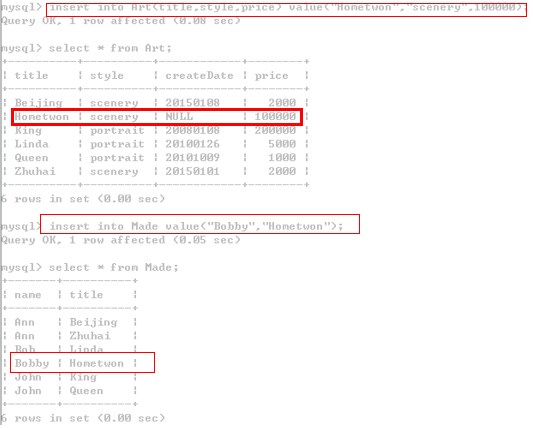 mysql> insert into Art(title,style,price) value("Hometwon","scenery",100000);
Query OK, 1 row affected (0.08 sec)
mysql> select * from Art;
+----------+----------+------------+--------+
| title    | style    | createDate | price  |
+----------+----------+------------+--------+
| Beijing  | scenery  | 20150108   |   2000 |
| Hometwon | scenery  | NULL       | 100000 |
| King     | portrait | 20080108   | 200000 |
| Linda    | portrait | 20100126   |   5000 |
| Queen    | portrait | 20101009   |   1000 |
| Zhuhai   | scenery  | 20150101   |   2000 |
+----------+----------+------------+--------+
6 rows in set (0.00 sec)
mysql> insert into Made value("Bobby","Hometwon");
Query OK, 1 row affected (0.05 sec)
mysql> select * from Made;
+-------+----------+
| name  | title    |
+-------+----------+
| Ann   | Beijing  |
| Ann   | Zhuhai   |
| Bob   | Linda    |
| Bobby | Hometwon |
| John  | King     |
| John  | Queen    |
+-------+----------+
6 rows in set (0.00 sec)